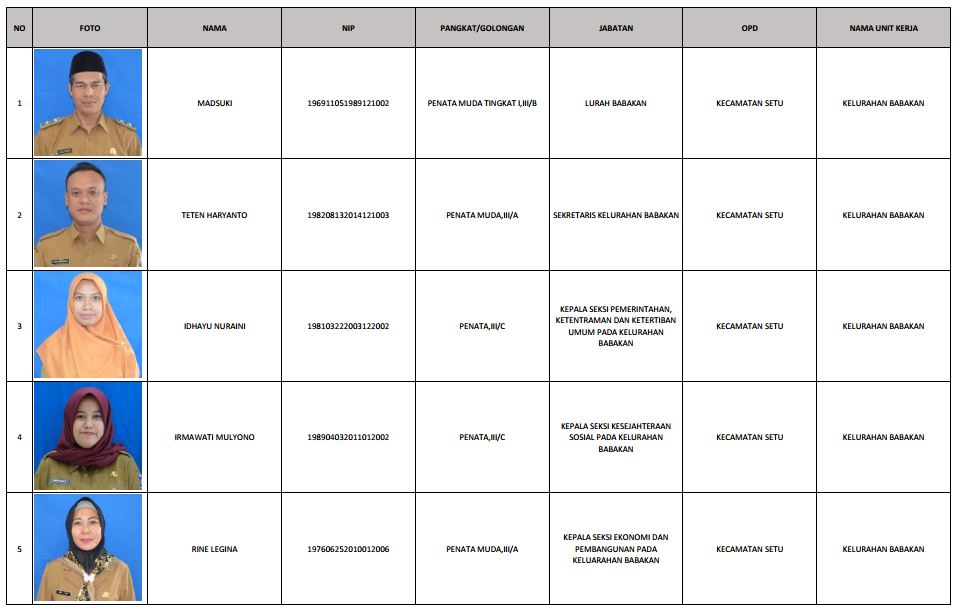 NO FOTO NAMA NIP PANGKAT/GOLONGAN JABATAN OPD NAMA UNIT KERJA
1 MADSUKI 196911051989121002 PENATA MUDA TINGKAT I,III/B LURAH BABAKAN KECAMATAN SETU KELURAHAN BABAKAN
2 TETEN HARYANTO 198208132014121003 PENATA MUDA,III/A SEKRETARIS KELURAHAN BABAKAN KECAMATAN SETU KELURAHAN BABAKAN
3 IDHAYU NURAINI 198103222003122002 PENATA,III/C KEPALA SEKSI PEMERINTAHAN,
KETENTRAMAN DAN KETERTIBAN
UMUM PADA KELURAHAN
BABAKAN
KECAMATAN SETU KELURAHAN BABAKAN
4 IRMAWATI MULYONO 198904032011012002 PENATA,III/C KEPALA SEKSI KESEJAHTERAAN
SOSIAL PADA KELURAHAN
BABAKAN
KECAMATAN SETU KELURAHAN BABAKAN
5 RINE LEGINA 197606252010012006 PENATA MUDA,III/A KEPALA SEKSI EKONOMI DAN
PEMBANGUNAN PADA
KELUARAHAN BABAKAN
KECAMATAN SETU KELURAHAN BABAKAN